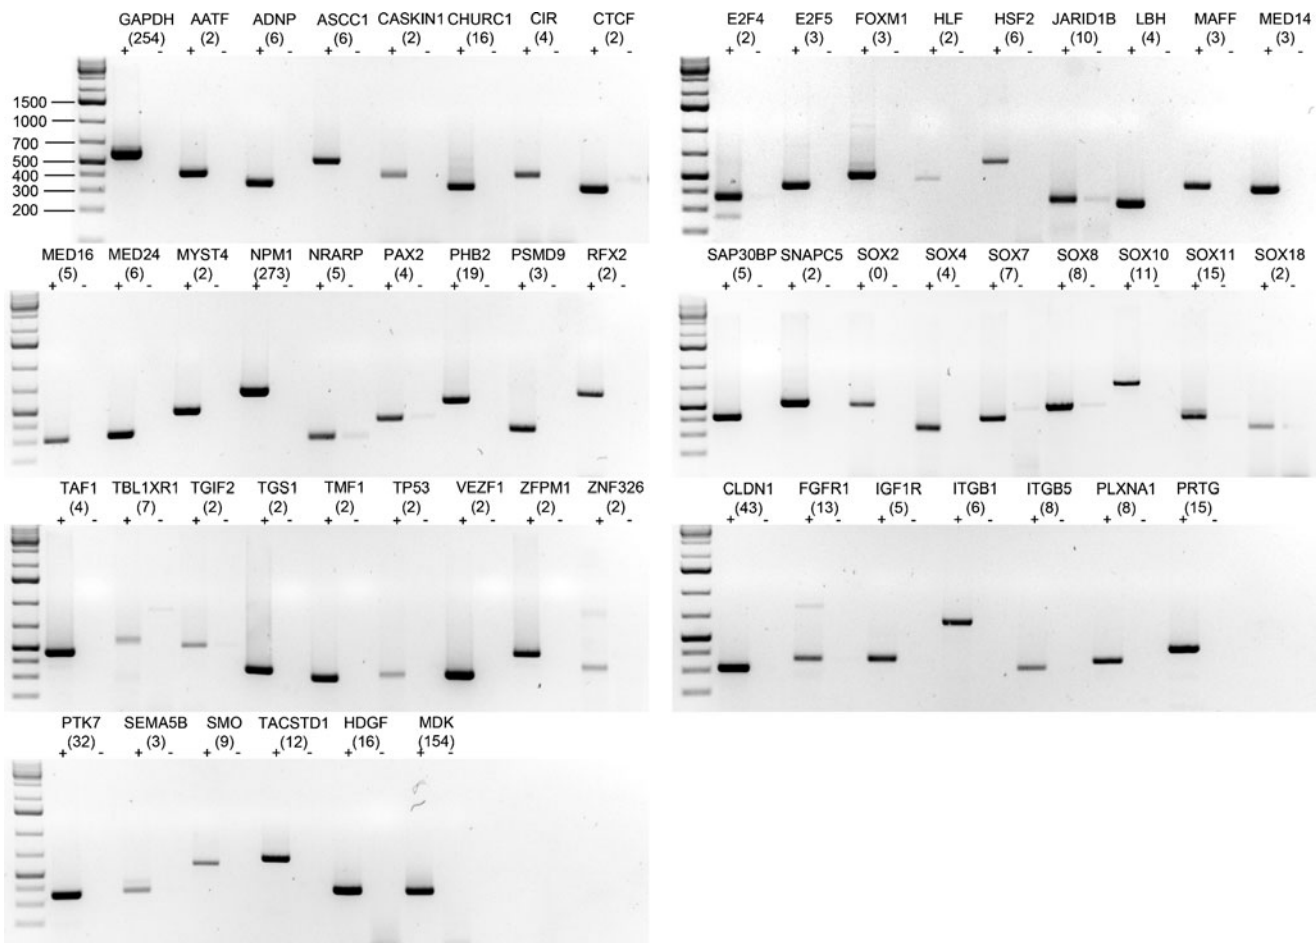 GAPDH AATF ADNP ASCC1 CASKIN1 CHURC1 CIR CTCF
(254) (2) (6) (6) (2) (16) (4) (2)
+ - + - + - + - + - + - + - + -
1500
1000
700
500
400
300
200
E2F4 E2F5 FOXM1 HLF HSF2 JARID1B LBH MAFF MED14
(2) (3) (3) (2) (6) (10) (4) (3) (3)
+ - + - + - + - + - + - + - + - + -
MED16 MED24 MYST4 NPM1 NRARP PAX2 PHB2 PSMD9 RFX2
(5) (6) (2) (273) (5) (4) (19) (3) (2)
+ - + - + - + - + - + - + - + - + -
SAP30BP SNAPC5 SOX2 SOX4 SOX7 SOX8 SOX10 SOX11 SOX18
(5) (2) (0) (4) (7) (8) (11) (15) (2)
+ - + - + - + - + - + - + - + - + -
TAF1 TBL1XR1 TGIF2 TGS1 TMF1 TP53 VEZF1 ZFPM1 ZNF326
(4) (7) (2) (2) (2) (2) (2) (2) (2)
+ - + - + - + - + - + - + - + - + -
CLDN1 FGFR1 IGF1R ITGB1 ITGB5 PLXNA1 PRTG
(43) (13) (5) (6) (8) (8) (15)
+ - + - + - + - + - + - + -
PTK7 SEMA5B SMO TACSTD1 HDGF MDK
(32) (3) (9) (12) (16) (154)
+ - + - + - + - + - + -